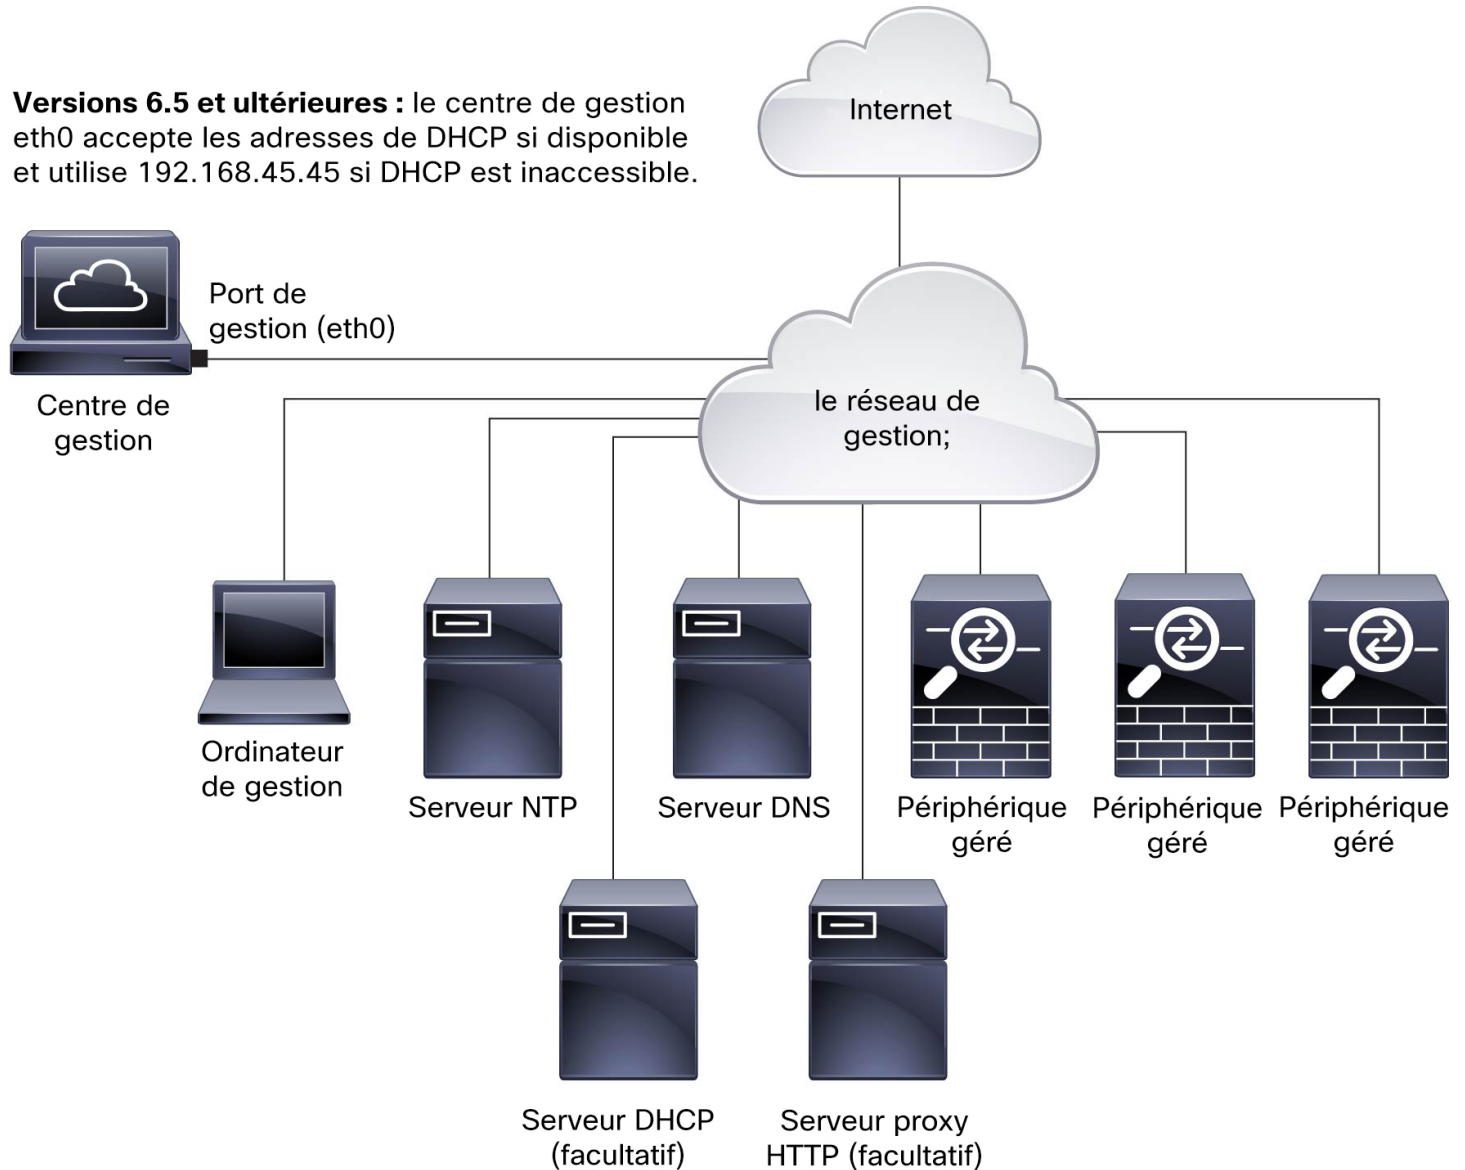 Versions 6.5 et ultérieures : le centre de gestion
eth0 accepte les adresses de DHCP si disponible
et utilise 192.168.45.45 si DHCP est inaccessible.
Internet
Port de
gestion (eth0)
Centre de
gestion
le réseau de
gestion;
Ordinateur
de gestion
Serveur NTP
Serveur DNS
Périphérique
géré
Périphérique
géré
Périphérique
géré
Serveur DHCP
(facultatif)
Serveur proxy
HTTP (facultatif)